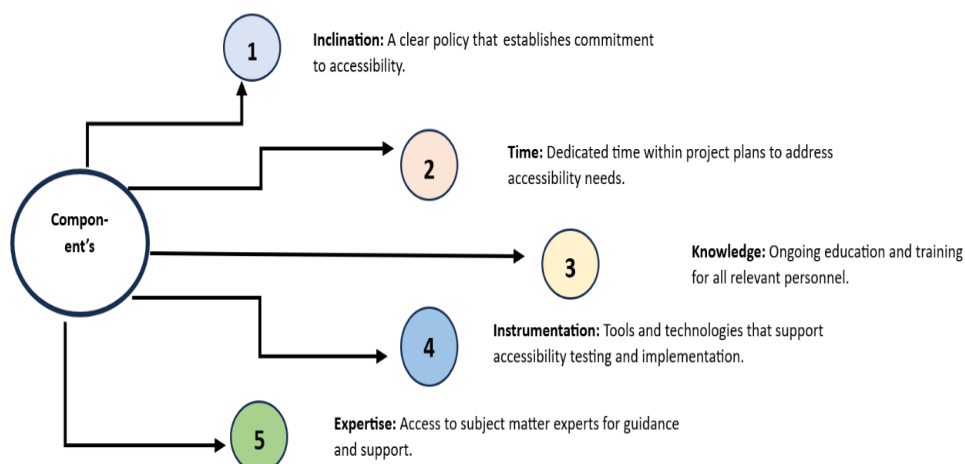 1
Inclination: A clear policy that establishes commitment
to accessibility.
2
Time: Dedicated time within project plans to address
accessibility needs.
Compon-
ent’s
3
Knowledge: Ongoing education and training
for all relevant personnel.
4
Instrumentation: Tools and technologies that support
accessibility testing and implementation.
5
Expertise: Access to subject matter experts for guidance
and support.